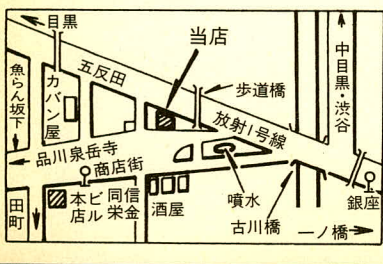 目黒
当店
五反田
中目黒・渋谷
魚らん坂下
カバン屋
歩道橋
放射1号線
品川泉岳寺
商店街
田町
本店
ビル
同栄信金
酒屋
噴水
古川橋
銀座
一ノ橋